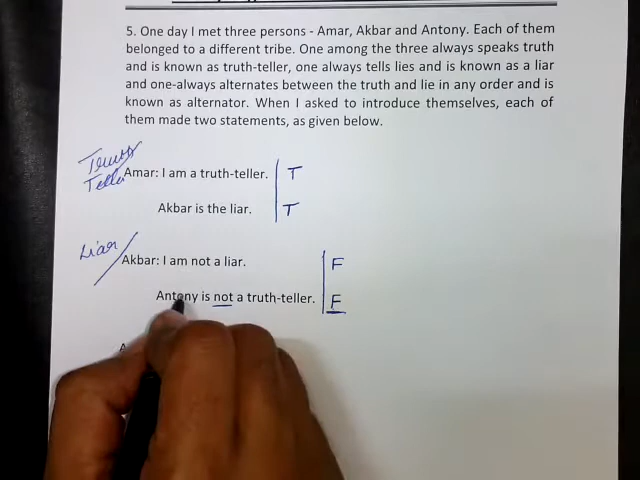 5. One day I met three persons - Amar, Akbar and Antony. Each of them
belonged to a different tribe. One among the three always speaks truth
and is known as truth-teller, one always tells lies and is known as a liar
and one-always alternates between the truth and lie in any order and is
known as alternator. When I asked to introduce themselves, each of
them made two statements, as given below.
Teller
Amar: I am a truth-teller. T
Akbar is the liar. T
Liar
Akbar: I am not a liar. F
Antony is not a truth-teller. F
A